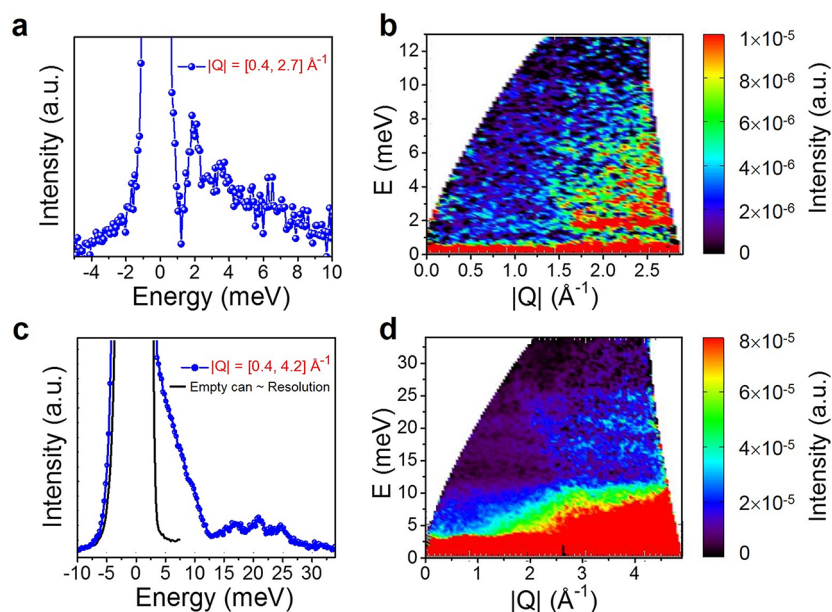 a
Intensity (a.u.)
|Q| = [0.4, 2.7] Å-1
-4 -2 0 2 4 6 8 10
Energy (meV)
b
E (meV)
12
10
8
6
4
2
0
0.0 0.5 1.0 1.5 2.0 2.5
|Q| (Å-1)
1×10-5
8×10-6
6×10-6
4×10-6
2×10-6
0
Intensity (a.u.)
c
Intensity (a.u.)
|Q| = [0.4, 4.2] Å-1
Empty can ~ Resolution
-10 -5 0 5 10 15 20 25 30
Energy (meV)
d
E (meV)
30
25
20
15
10
5
0
0 1 2 3 4
|Q| (Å-1)
8×10-5
6×10-5
4×10-5
2×10-5
0
Intensity (a.u.)